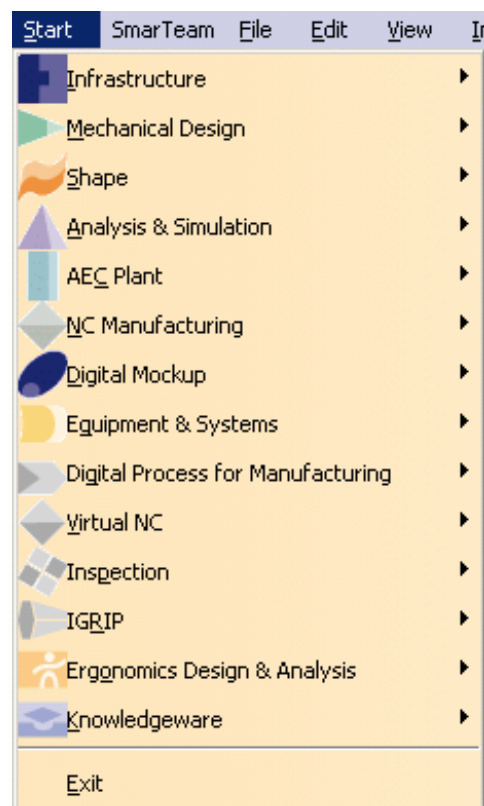 Start SmarTeam File Edit View
Infrastructure
Mechanical Design
Shape
Analysis & Simulation
AEC Plant
NC Manufacturing
Digital Mockup
Equipment & Systems
Digital Process for Manufacturing
Virtual NC
Inspection
IGRIP
Ergonomics Design & Analysis
Knowledgeware
Exit